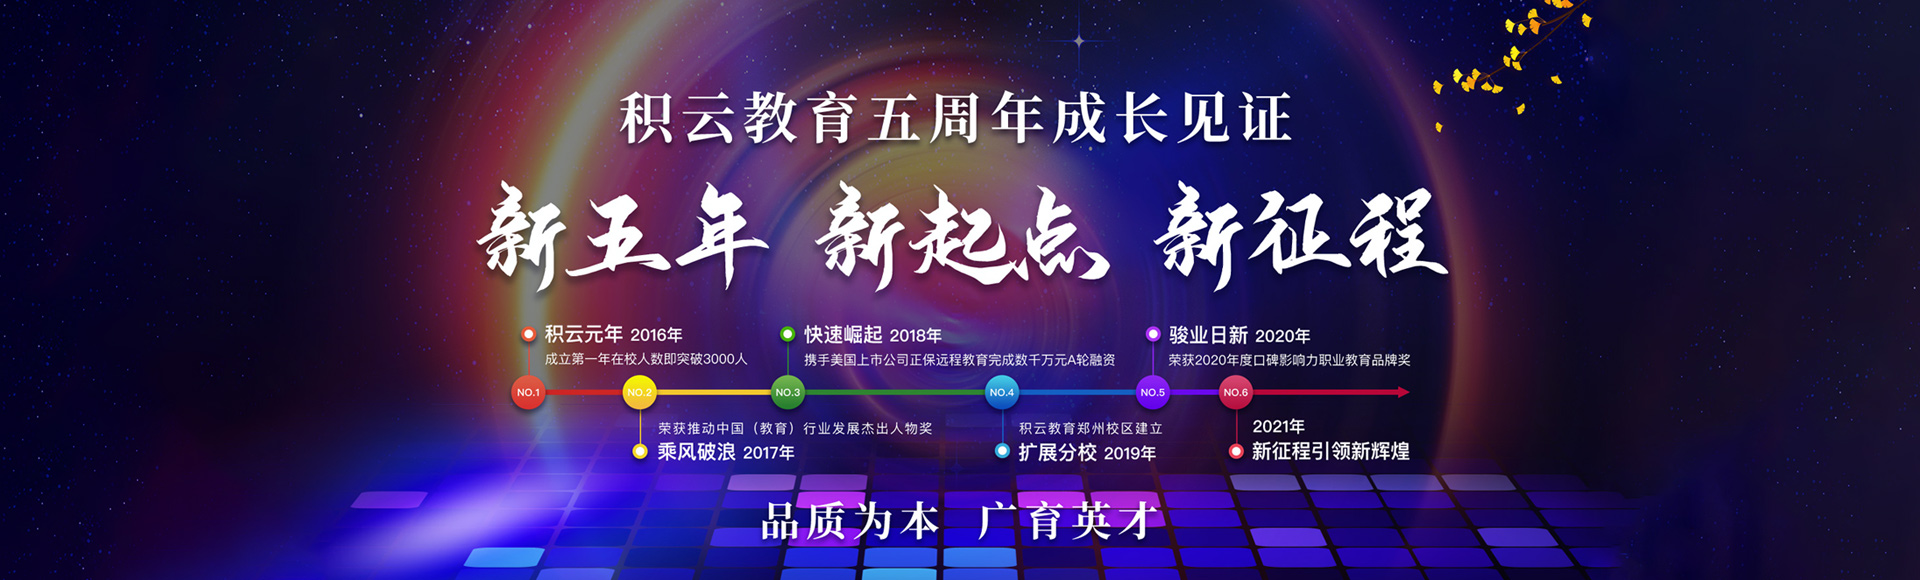 积云教育五周年成长见证
新五年 新起点 新征程
积云元年 2016年
成立第一年在校人数即突破3000人
快速崛起 2018年
携手美国上市公司正保远程教育完成数千万元A轮融资
骏业日新 2020年
荣获2020年度口碑影响力职业教育品牌奖
NO.1
NO.2
NO.3
NO.4
NO.5
NO.6
荣获推动中国（教育）行业发展杰出人物奖
乘风破浪 2017年
积云教育郑州校区建立
扩展分校 2019年
2021年
新征程引领新辉煌
品质为本 广育英才